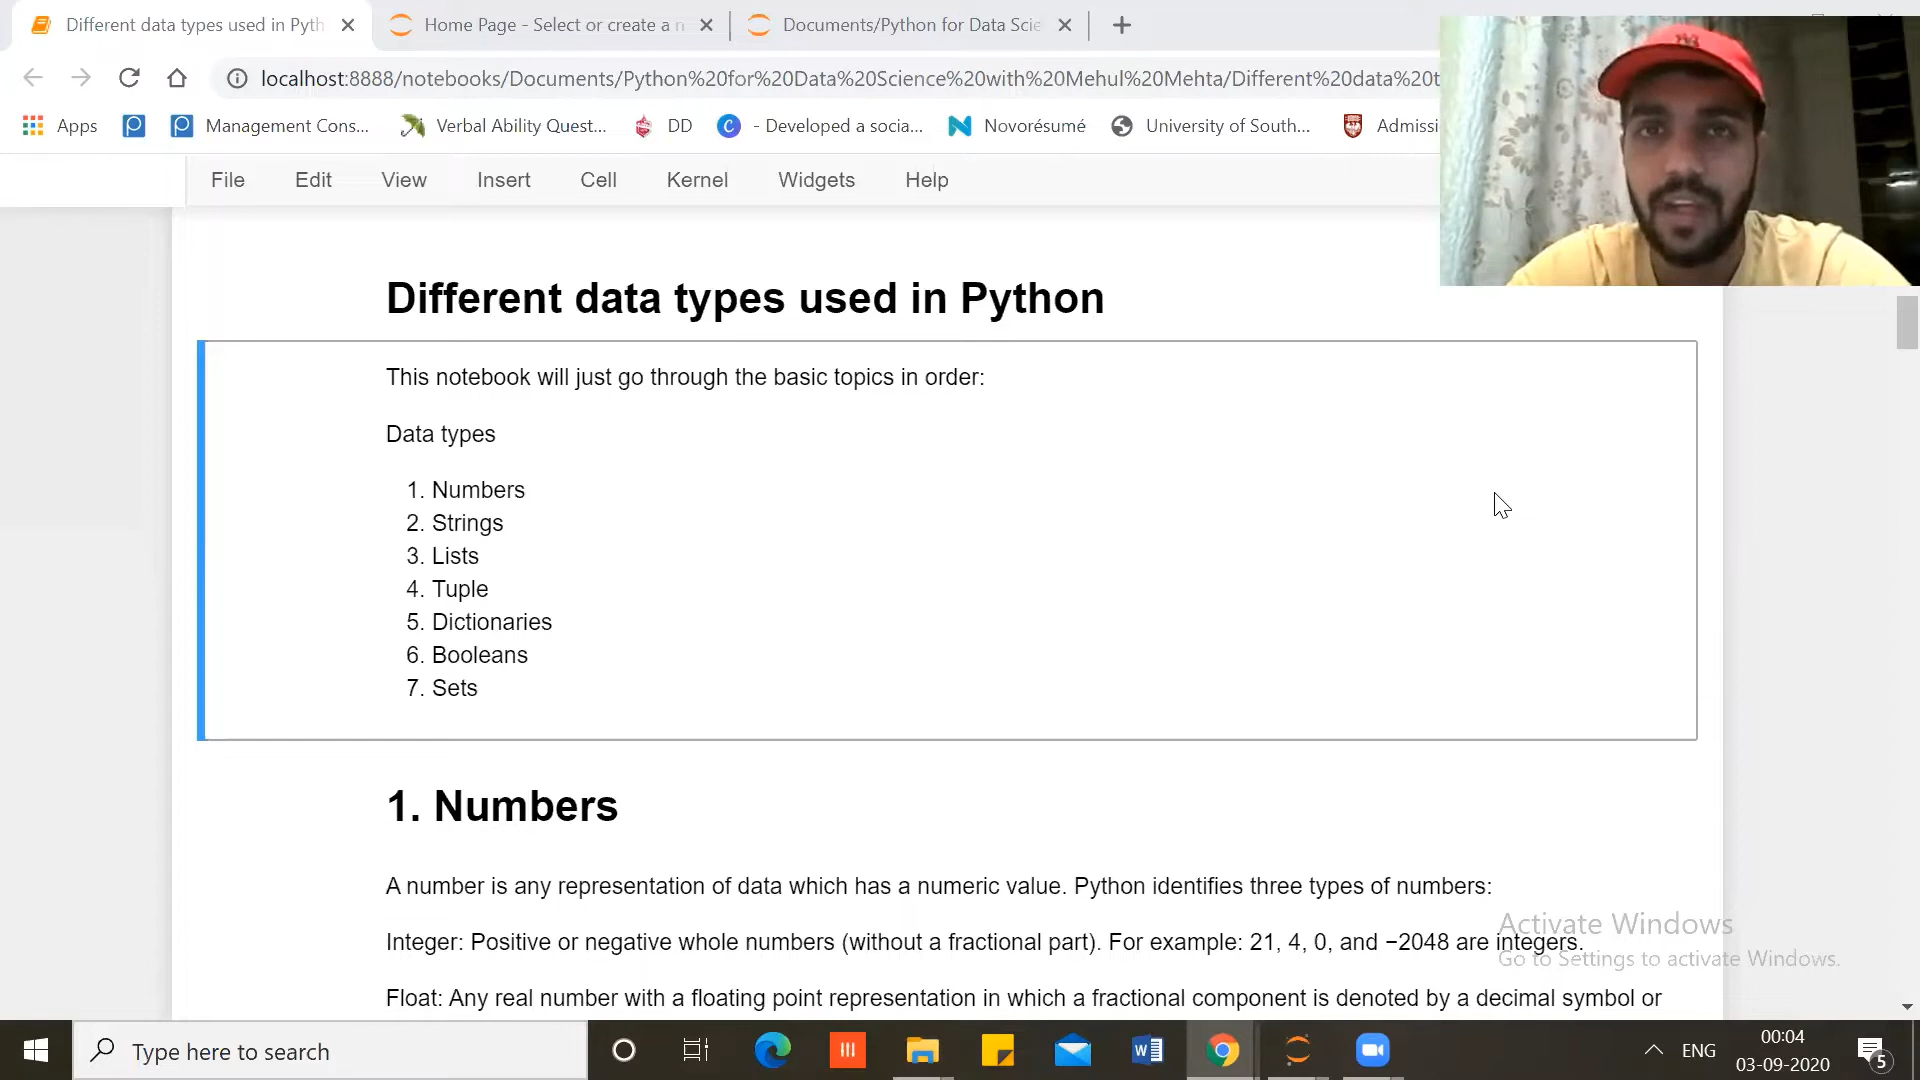 Different data types used in Pyth
Home Page - Select or create a n
Documents/Python for Data Scie
localhost:8888/notebooks/Documents/Python%20for%20Data%20Science%20with%20Mehul%20Mehta/Different%20data%20t
Apps
Management Cons...
Verbal Ability Quest...
DD
- Developed a socia...
Novorésumé
University of South...
Admissi
File Edit View Insert Cell Kernel Widgets Help
Different data types used in Python
This notebook will just go through the basic topics in order:
Data types
1. Numbers
2. Strings
3. Lists
4. Tuple
5. Dictionaries
6. Booleans
7. Sets
1. Numbers
A number is any representation of data which has a numeric value. Python identifies three types of numbers:
Integer: Positive or negative whole numbers (without a fractional part). For example: 21, 4, 0, and −2048 are integers.
Float: Any real number with a floating point representation in which a fractional component is denoted by a decimal symbol or
Activate Windows
Go to Settings to activate Windows.
Type here to search
ENG
00:04
03-09-2020
5